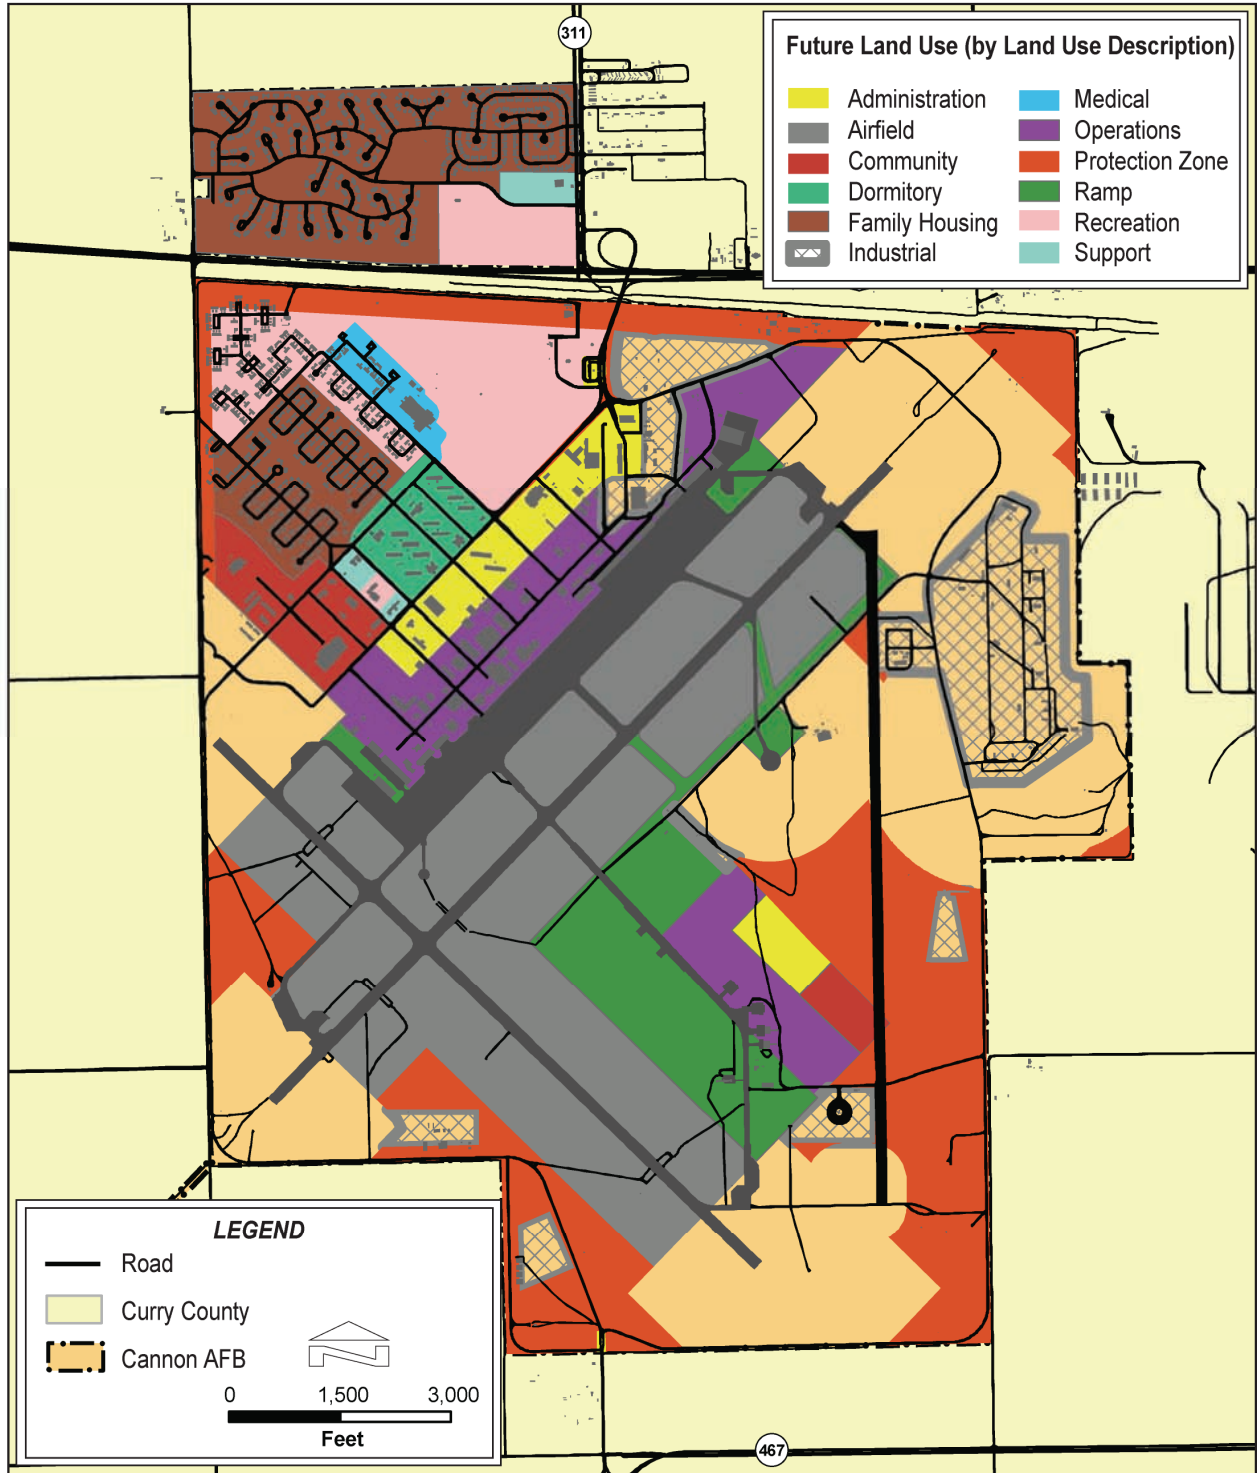 311
Future Land Use (by Land Use Description)
Administration
Airfield
Community
Dormitory
Family Housing
Industrial
Medical
Operations
Protection Zone
Ramp
Recreation
Support
LEGEND
Road
Curry County
Cannon AFB
N
0 1,500 3,000
Feet
467